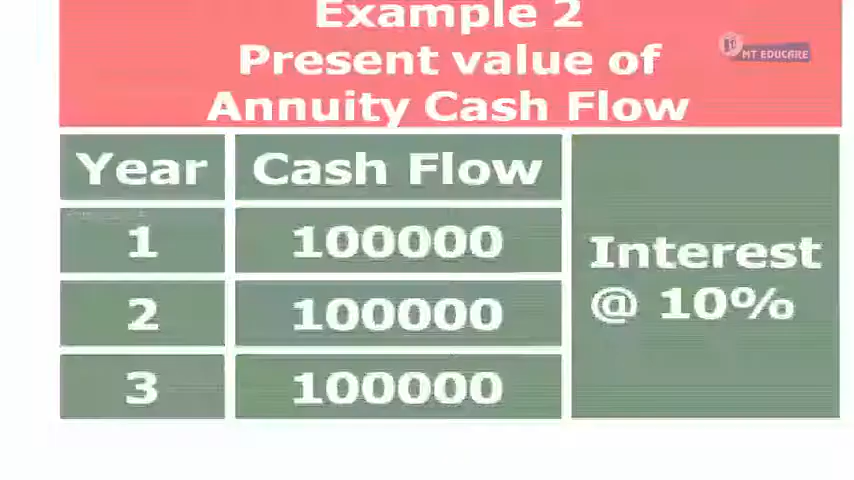 Example 2
Present value of
Annuity Cash Flow
MT EDUCARE
Year Cash Flow
1 100000
2 100000
3 100000
Interest
@ 10%